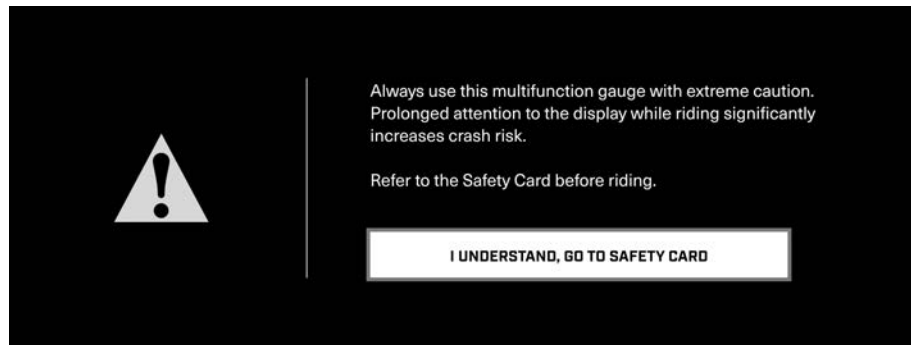 Always use this multifunction gauge with extreme caution.
Prolonged attention to the display while riding significantly
increases crash risk.
Refer to the Safety Card before riding.
I UNDERSTAND, GO TO SAFETY CARD